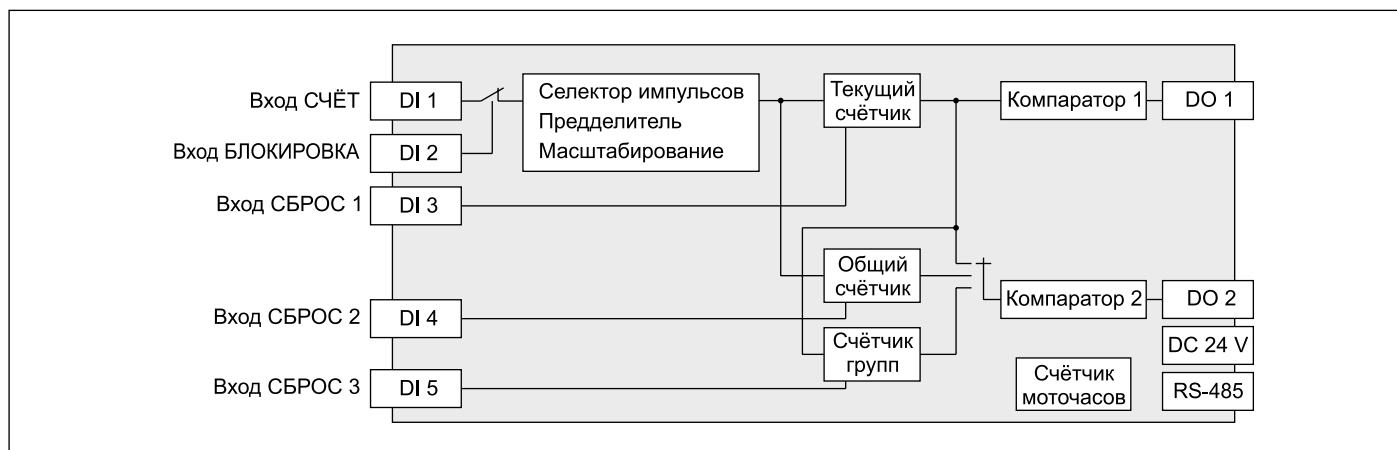 Вход СЧЁТ
DI 1
Селектор импульсов
Предделитель
Масштабирование
Текущий
счётчик
Компаратор 1
DO 1
Вход БЛОКИРОВКА
DI 2
Вход СБРОС 1
DI 3
Общий
счётчик
Компаратор 2
DO 2
Вход СБРОС 2
DI 4
Счётчик
групп
DC 24 V
Вход СБРОС 3
DI 5
Счётчик
моточасов
RS-485